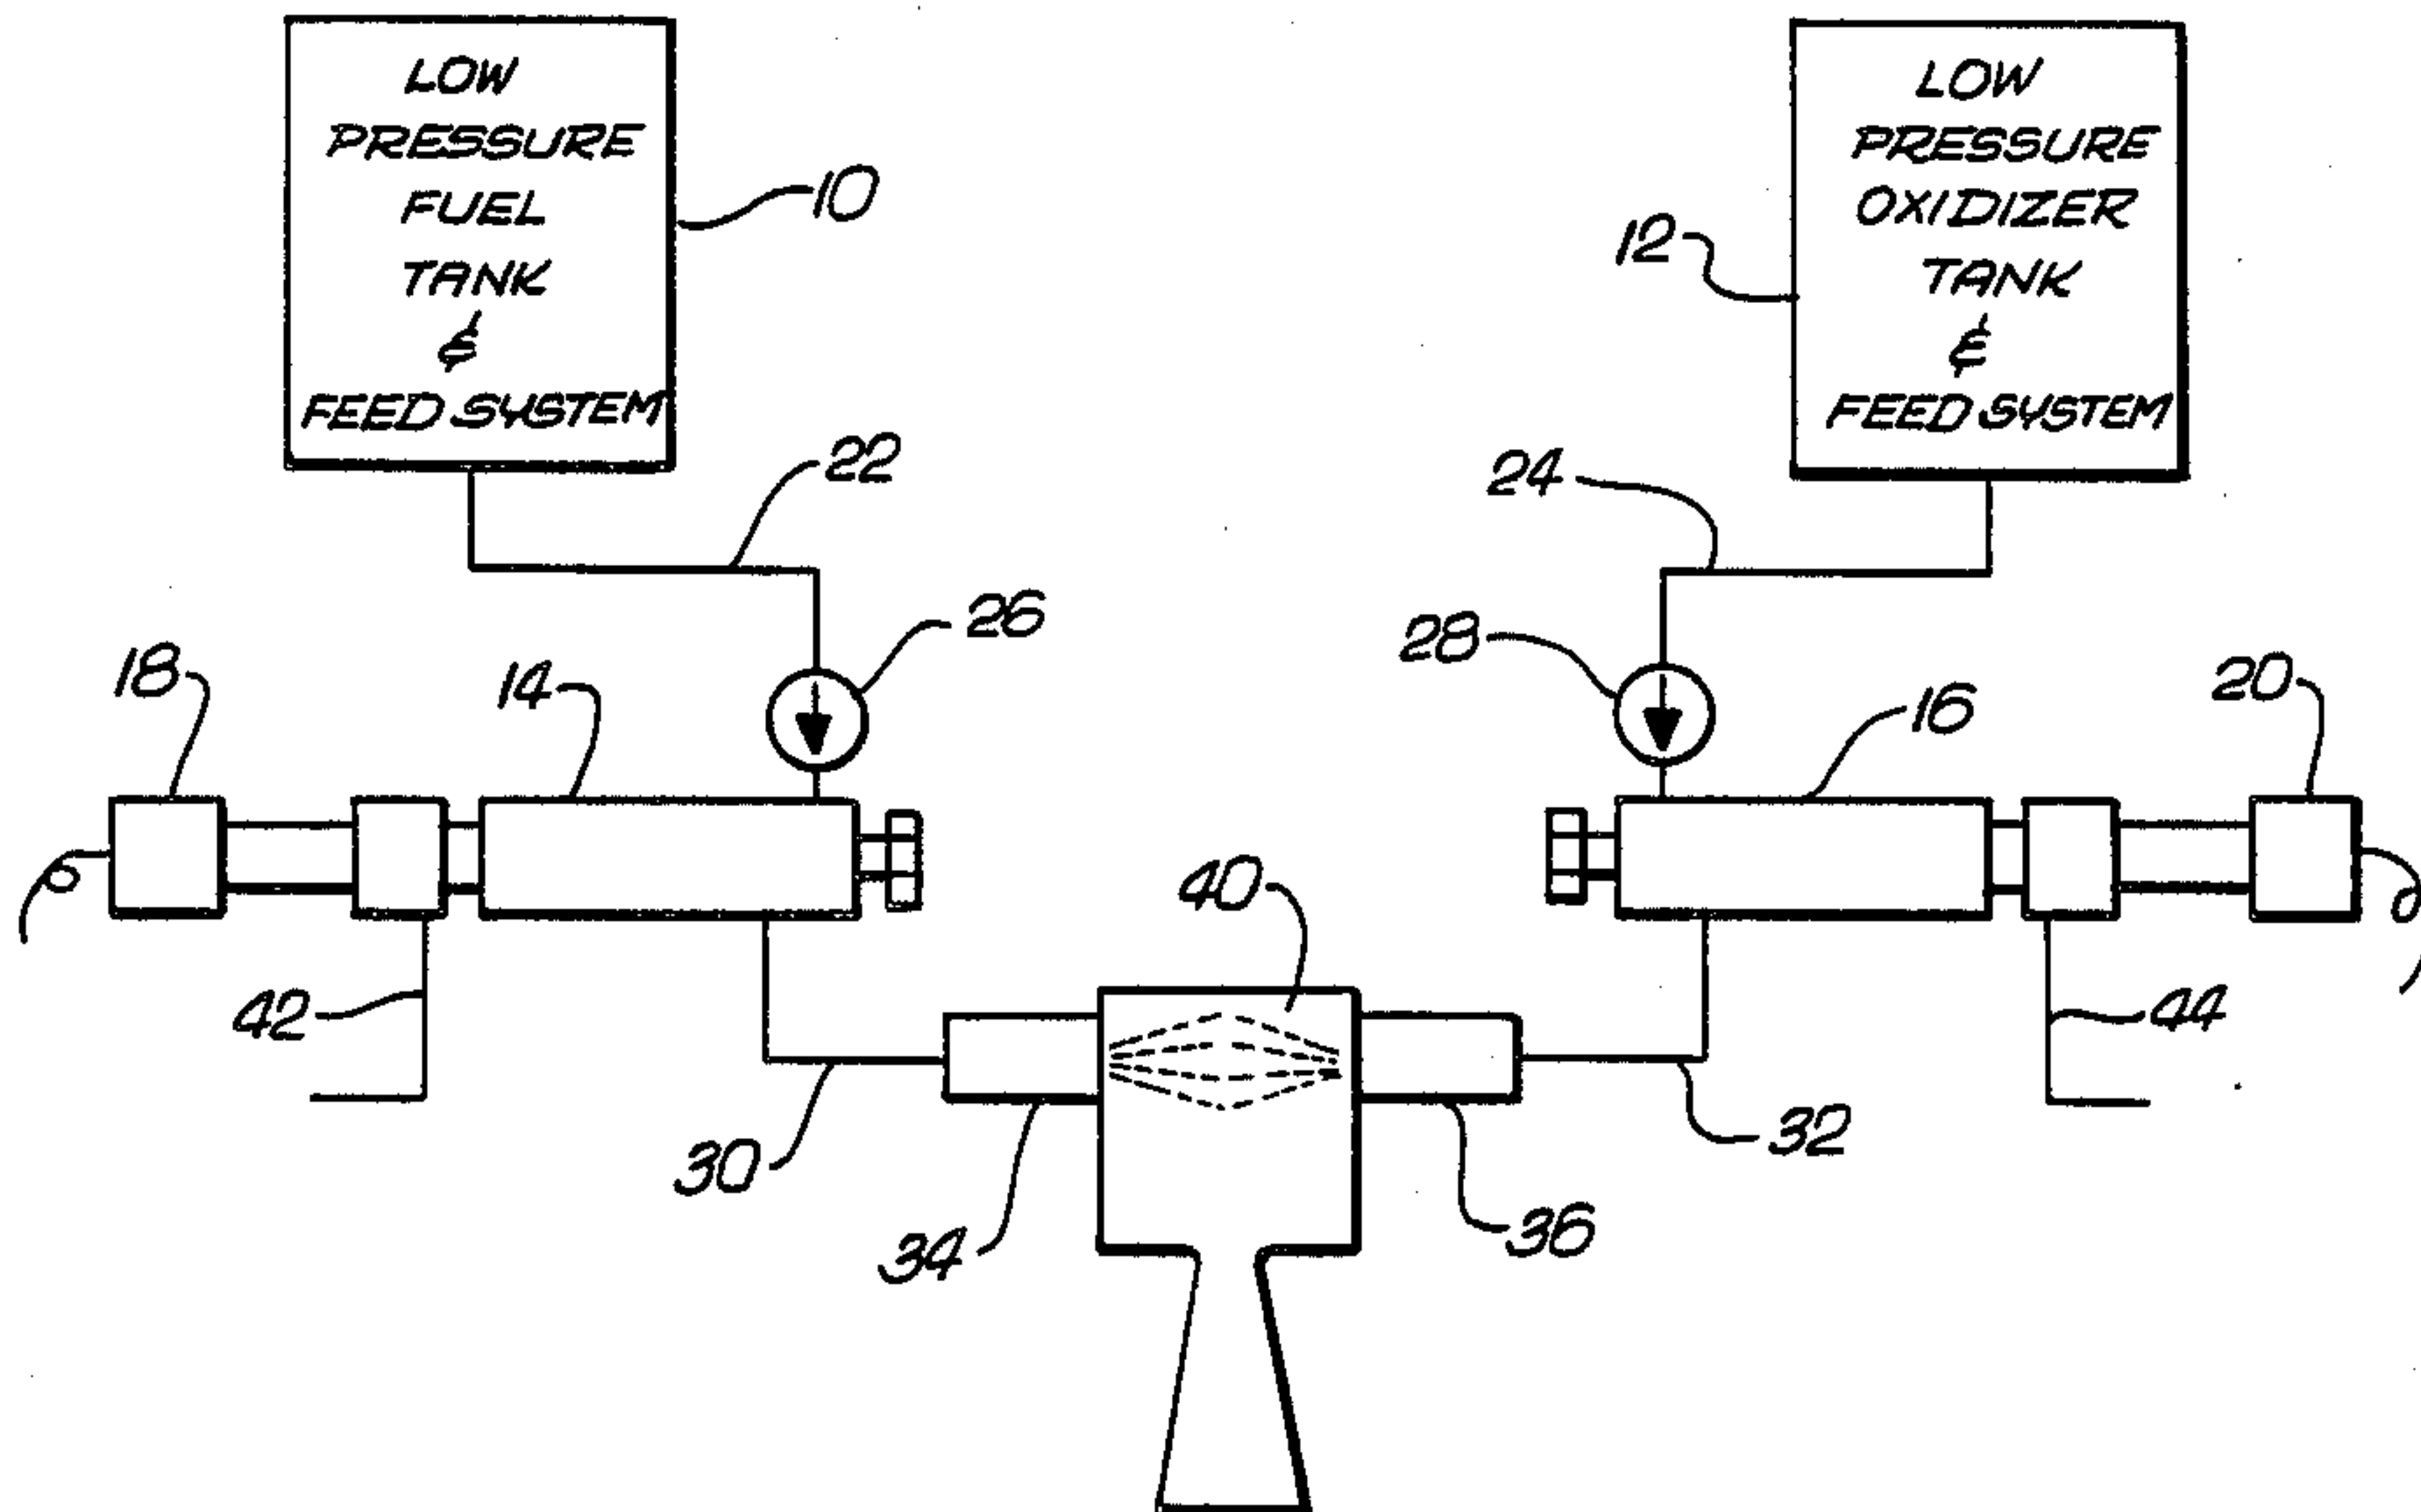 LOW
PRESSURE
FUEL
TANK
&
FEED SYSTEM
10
LOW
PRESSURE
OXIDIZER
TANK
&
FEED SYSTEM
12
22
24
26
28
18
14
16
20
40
42
44
30
32
34
36